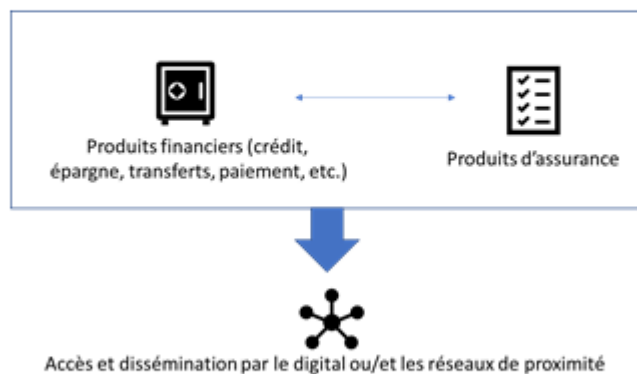 Produits financiers (crédit,
épargne, transferts, paiement, etc.)
Produits d'assurance
Accès et dissémination par le digital ou/et les réseaux de proximité